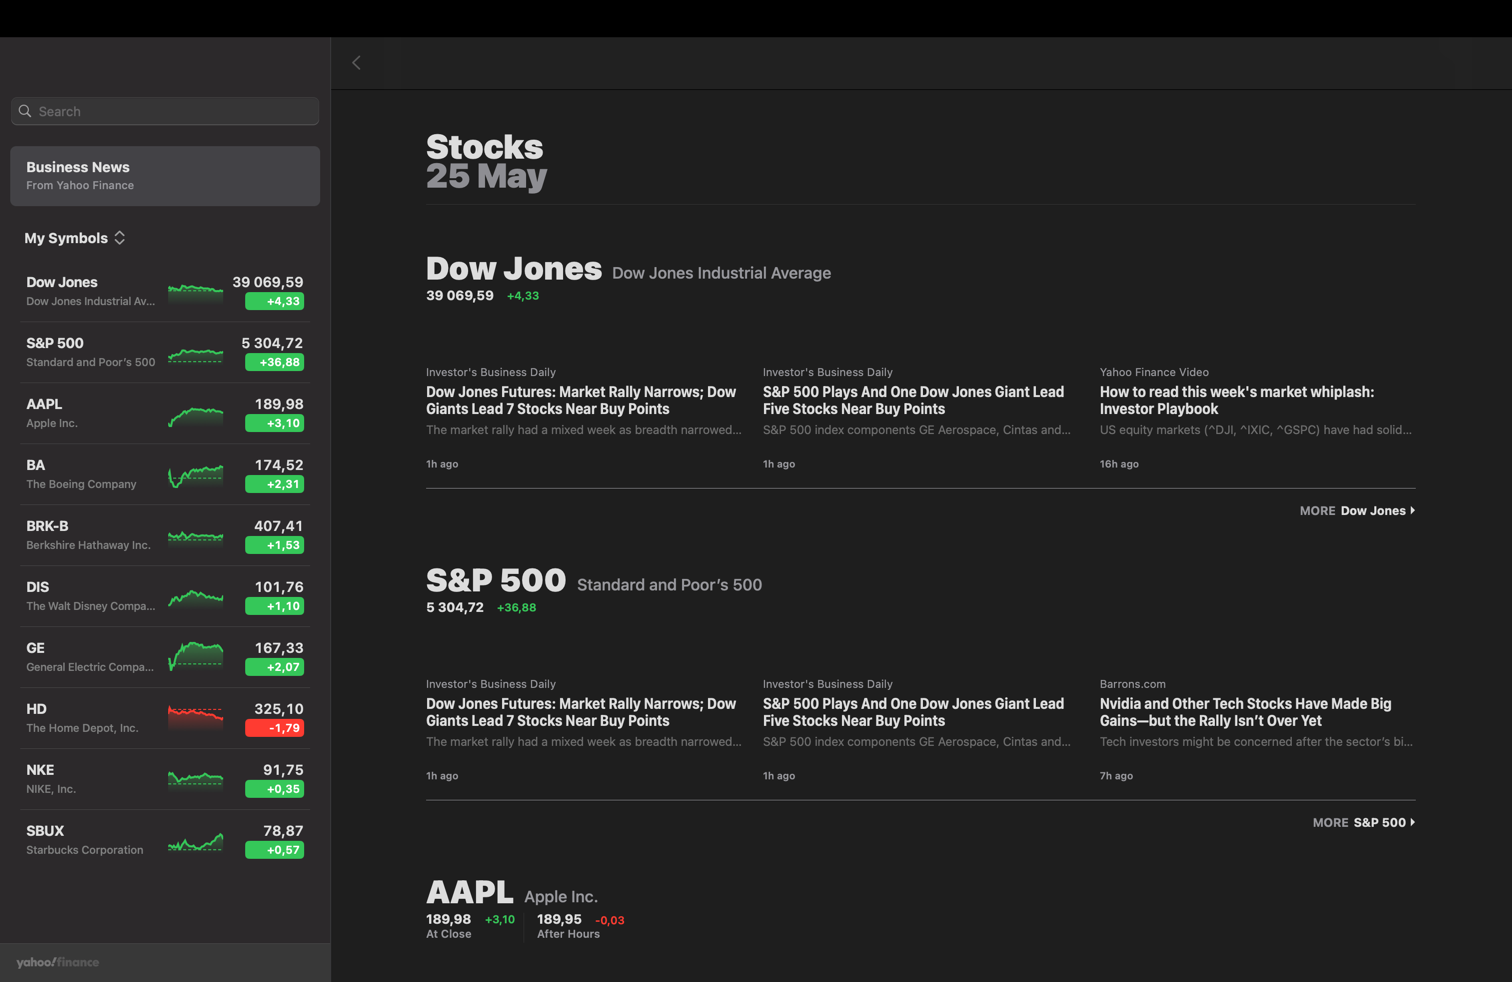 Search
Business News
From Yahoo Finance
My Symbols
Dow Jones
39 069,59
Dow Jones Industrial Av...
+4,33
S&P 500
5 304,72
Standard and Poor's 500
+36,88
AAPL
189,98
Apple Inc.
+3,10
BA
174,52
The Boeing Company
+2,31
BRK-B
407,41
Berkshire Hathaway Inc.
+1,53
DIS
101,76
The Walt Disney Compa...
+1,10
GE
167,33
General Electric Compa...
+2,07
HD
325,10
The Home Depot, Inc.
-1,79
NKE
91,75
NIKE, Inc.
+0,35
SBUX
78,87
Starbucks Corporation
+0,57
yahoo!finance
Stocks
25 May
Dow Jones Dow Jones Industrial Average
39 069,59 +4,33
Investor's Business Daily
Dow Jones Futures: Market Rally Narrows; Dow
Giants Lead 7 Stocks Near Buy Points
The market rally had a mixed week as breadth narrowed...
1h ago
Investor's Business Daily
S&P 500 Plays And One Dow Jones Giant Lead
Five Stocks Near Buy Points
S&P 500 index components GE Aerospace, Cintas and...
1h ago
Yahoo Finance Video
How to read this week's market whiplash:
Investor Playbook
US equity markets (^DJI, ^IXIC, ^GSPC) have had solid...
16h ago
MORE Dow Jones
S&P 500 Standard and Poor's 500
5 304,72 +36,88
Investor's Business Daily
Dow Jones Futures: Market Rally Narrows; Dow
Giants Lead 7 Stocks Near Buy Points
The market rally had a mixed week as breadth narrowed...
1h ago
Investor's Business Daily
S&P 500 Plays And One Dow Jones Giant Lead
Five Stocks Near Buy Points
S&P 500 index components GE Aerospace, Cintas and...
1h ago
Barrons.com
Nvidia and Other Tech Stocks Have Made Big
Gains—but the Rally Isn't Over Yet
Tech investors might be concerned after the sector's bi...
7h ago
MORE S&P 500
AAPL Apple Inc.
189,98 +3,10
At Close
189,95 -0,03
After Hours